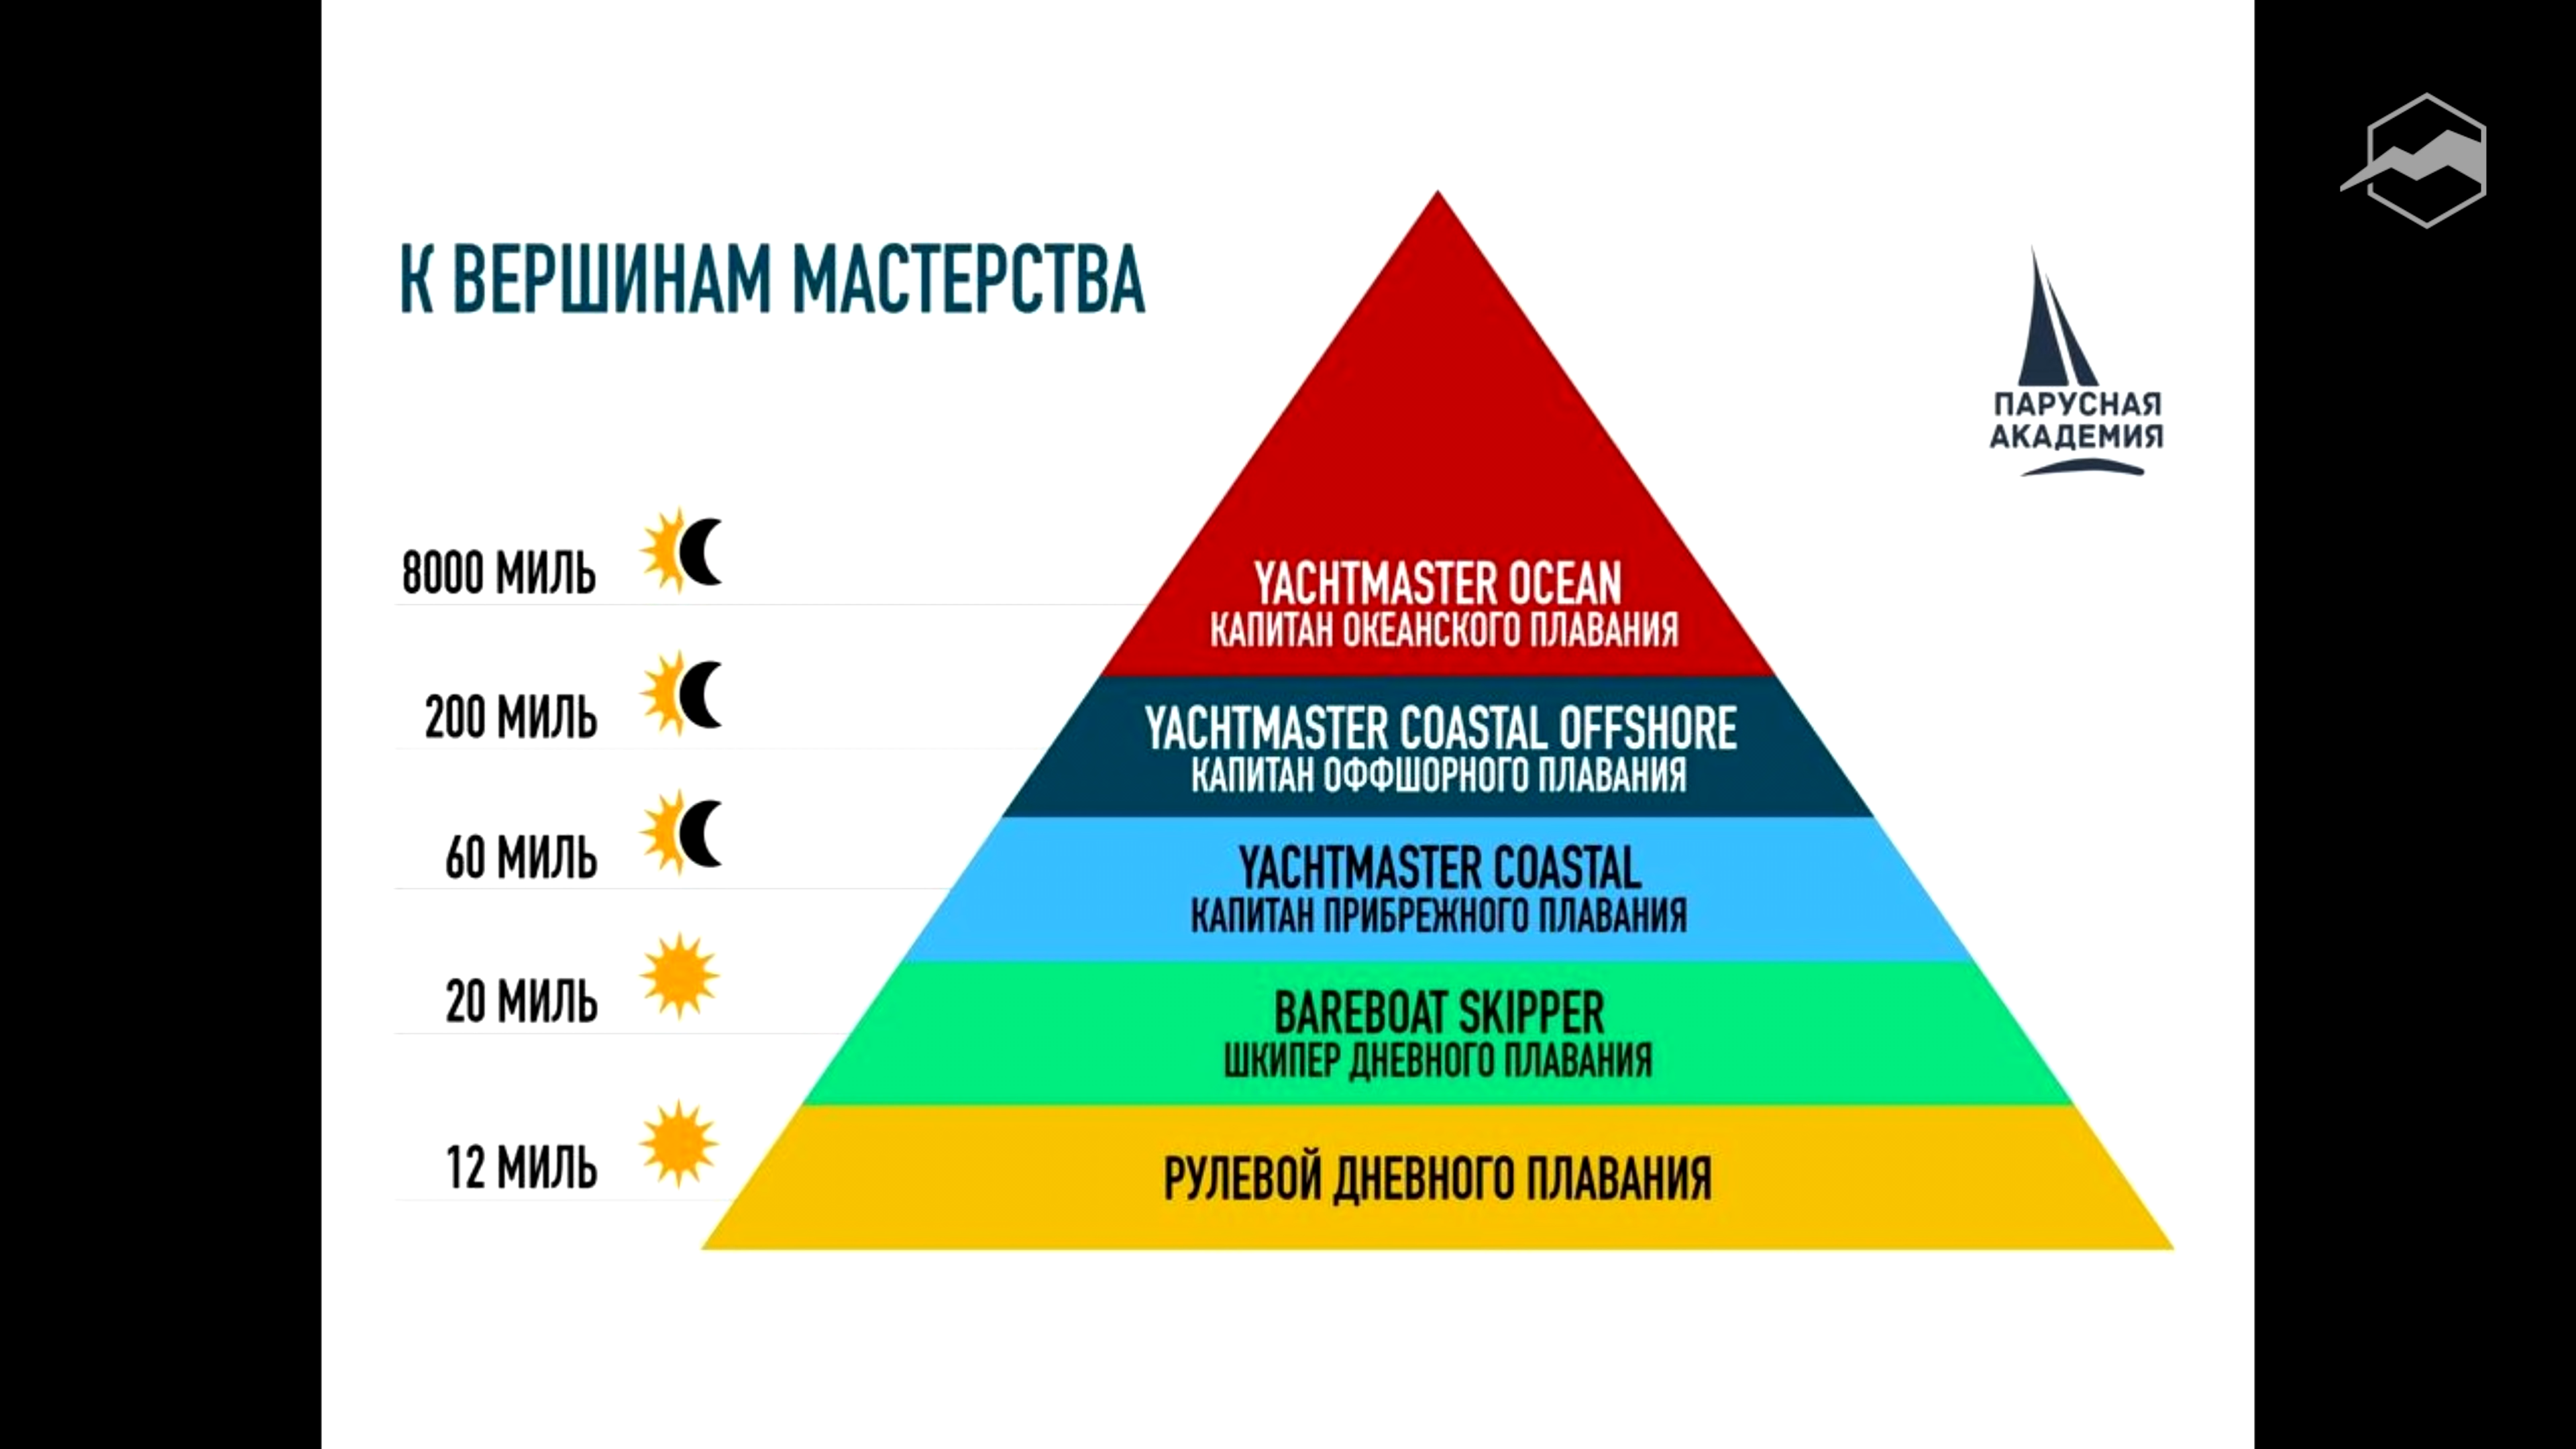 К ВЕРШИНАМ МАСТЕРСТВА
ПАРУСНАЯ
АКАДЕМИЯ
8000 МИЛЬ
YACHTMASTER OCEAN
КАПИТАН ОКЕАНСКОГО ПЛАВАНИЯ
200 МИЛЬ
YACHTMASTER COASTAL OFFSHORE
КАПИТАН ОФФШОРНОГО ПЛАВАНИЯ
60 МИЛЬ
YACHTMASTER COASTAL
КАПИТАН ПРИБРЕЖНОГО ПЛАВАНИЯ
20 МИЛЬ
BAREBOAT SKIPPER
ШКИПЕР ДНЕВНОГО ПЛАВАНИЯ
12 МИЛЬ
РУЛЕВОЙ ДНЕВНОГО ПЛАВАНИЯ